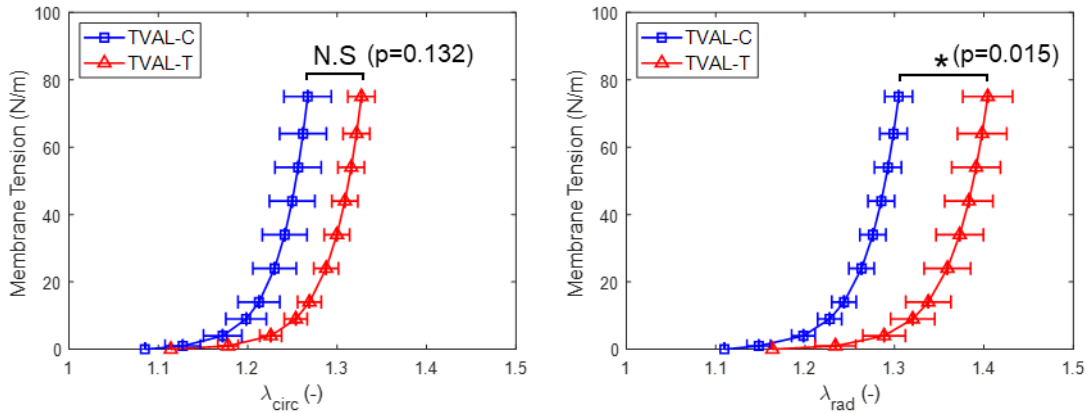 100
80
60
40
20
0
Membrane Tension (N/m)
TVAL-C
TVAL-T
N.S (p=0.132)
1 1.1 1.2 1.3 1.4 1.5
λcirc (-)
100
80
60
40
20
0
Membrane Tension (N/m)
TVAL-C
TVAL-T
* (p=0.015)
1 1.1 1.2 1.3 1.4 1.5
λrad (-)